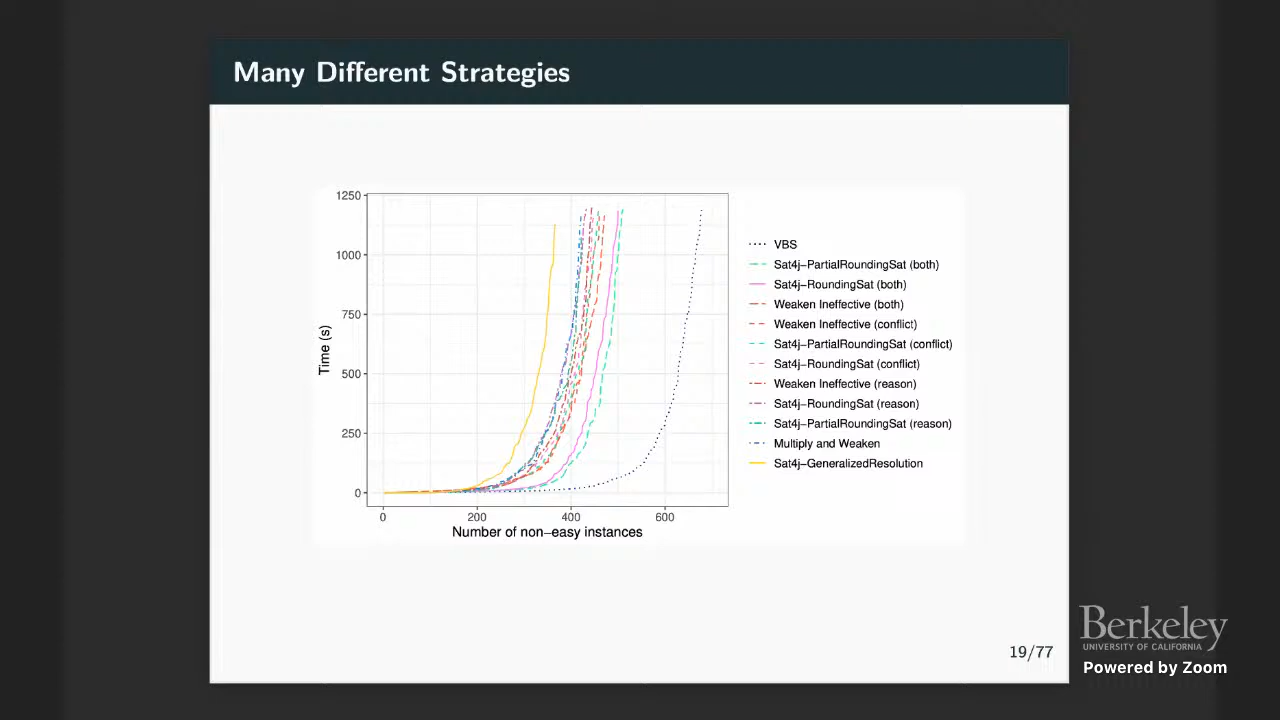 Many Different Strategies
1250
1000
750
500
250
0
Time (s)
0 200 400 600
Number of non−easy instances
VBS
Sat4j−PartialRoundingSat (both)
Sat4j−RoundingSat (both)
Weaken Ineffective (both)
Weaken Ineffective (conflict)
Sat4j−PartialRoundingSat (conflict)
Sat4j−RoundingSat (conflict)
Weaken Ineffective (reason)
Sat4j−RoundingSat (reason)
Sat4j−PartialRoundingSat (reason)
Multiply and Weaken
Sat4j−GeneralizedResolution
19/77
Berkeley
UNIVERSITY OF CALIFORNIA
Powered by Zoom